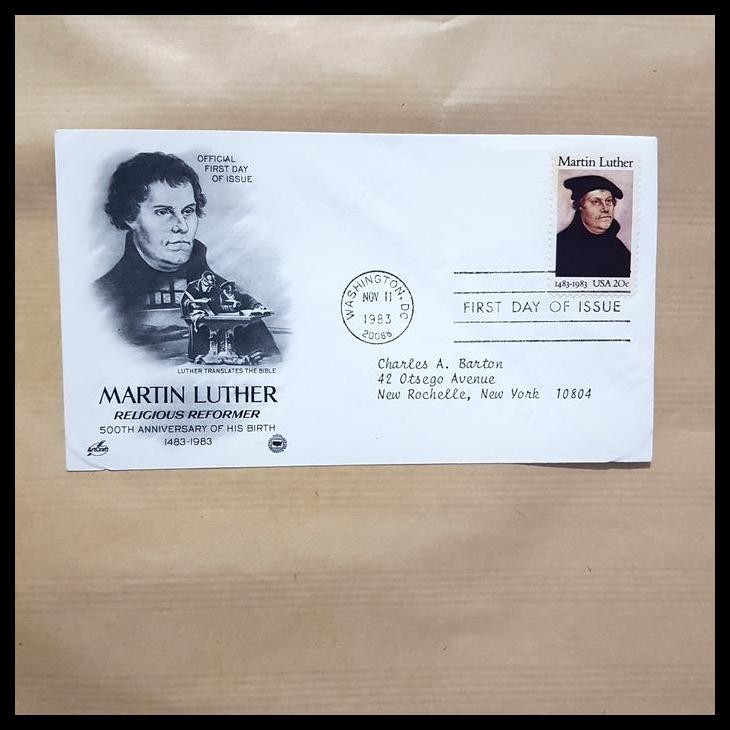 OFFICIAL
FIRST DAY
OF ISSUE
LUTHER TRANSLATES THE BIBLE
MARTIN LUTHER
RELIGIOUS REFORMER
500TH ANNIVERSARY OF HIS BIRTH
1483-1983
ArtCraft
Martin Luther
1483-1983 USA 20c
WASHINGTON, DC
NOV 11
1983
20066
FIRST DAY OF ISSUE
Charles A. Barton
42 Otsego Avenue
New Rochelle, New York 10804